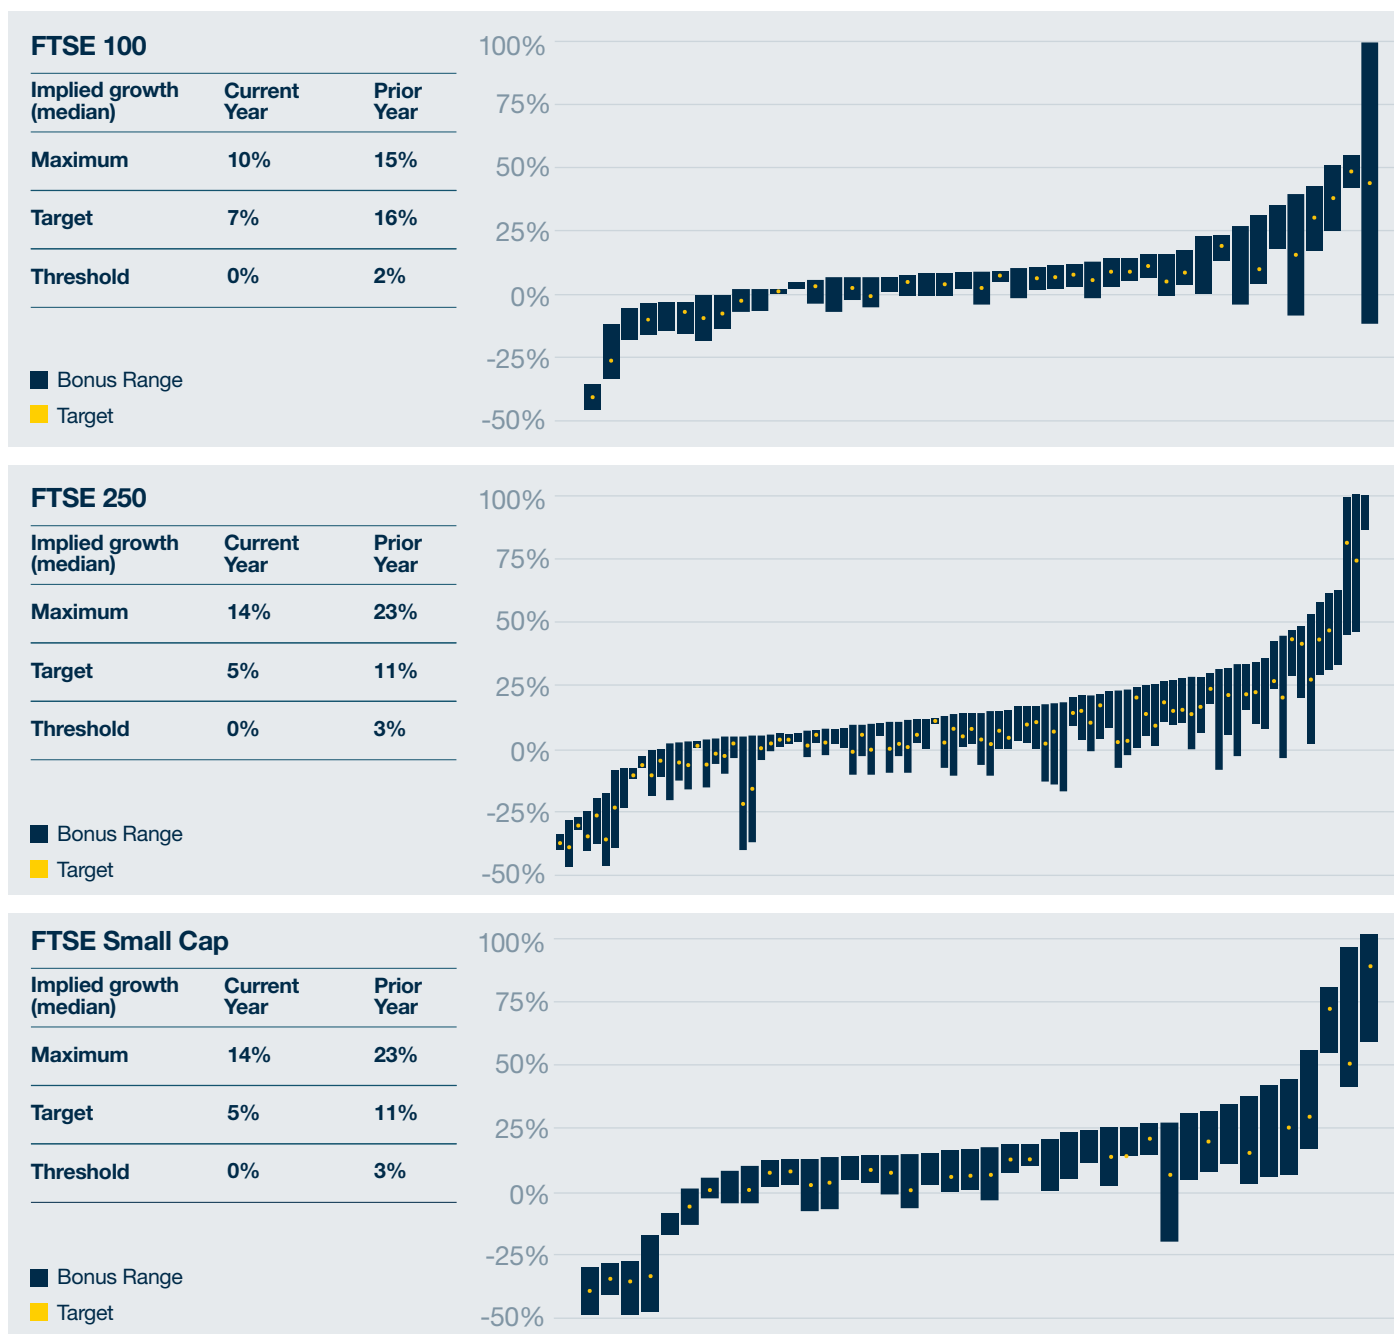 FTSE 100
Implied growth (median) Current Year Prior Year
Maximum 10% 15%
Target 7% 16%
Threshold 0% 2%
Bonus Range
Target
100%
75%
50%
25%
0%
-25%
-50%
FTSE 250
Implied growth (median) Current Year Prior Year
Maximum 14% 23%
Target 5% 11%
Threshold 0% 3%
Bonus Range
Target
100%
75%
50%
25%
0%
-25%
-50%
FTSE Small Cap
Implied growth (median) Current Year Prior Year
Maximum 14% 23%
Target 5% 11%
Threshold 0% 3%
Bonus Range
Target
100%
75%
50%
25%
0%
-25%
-50%